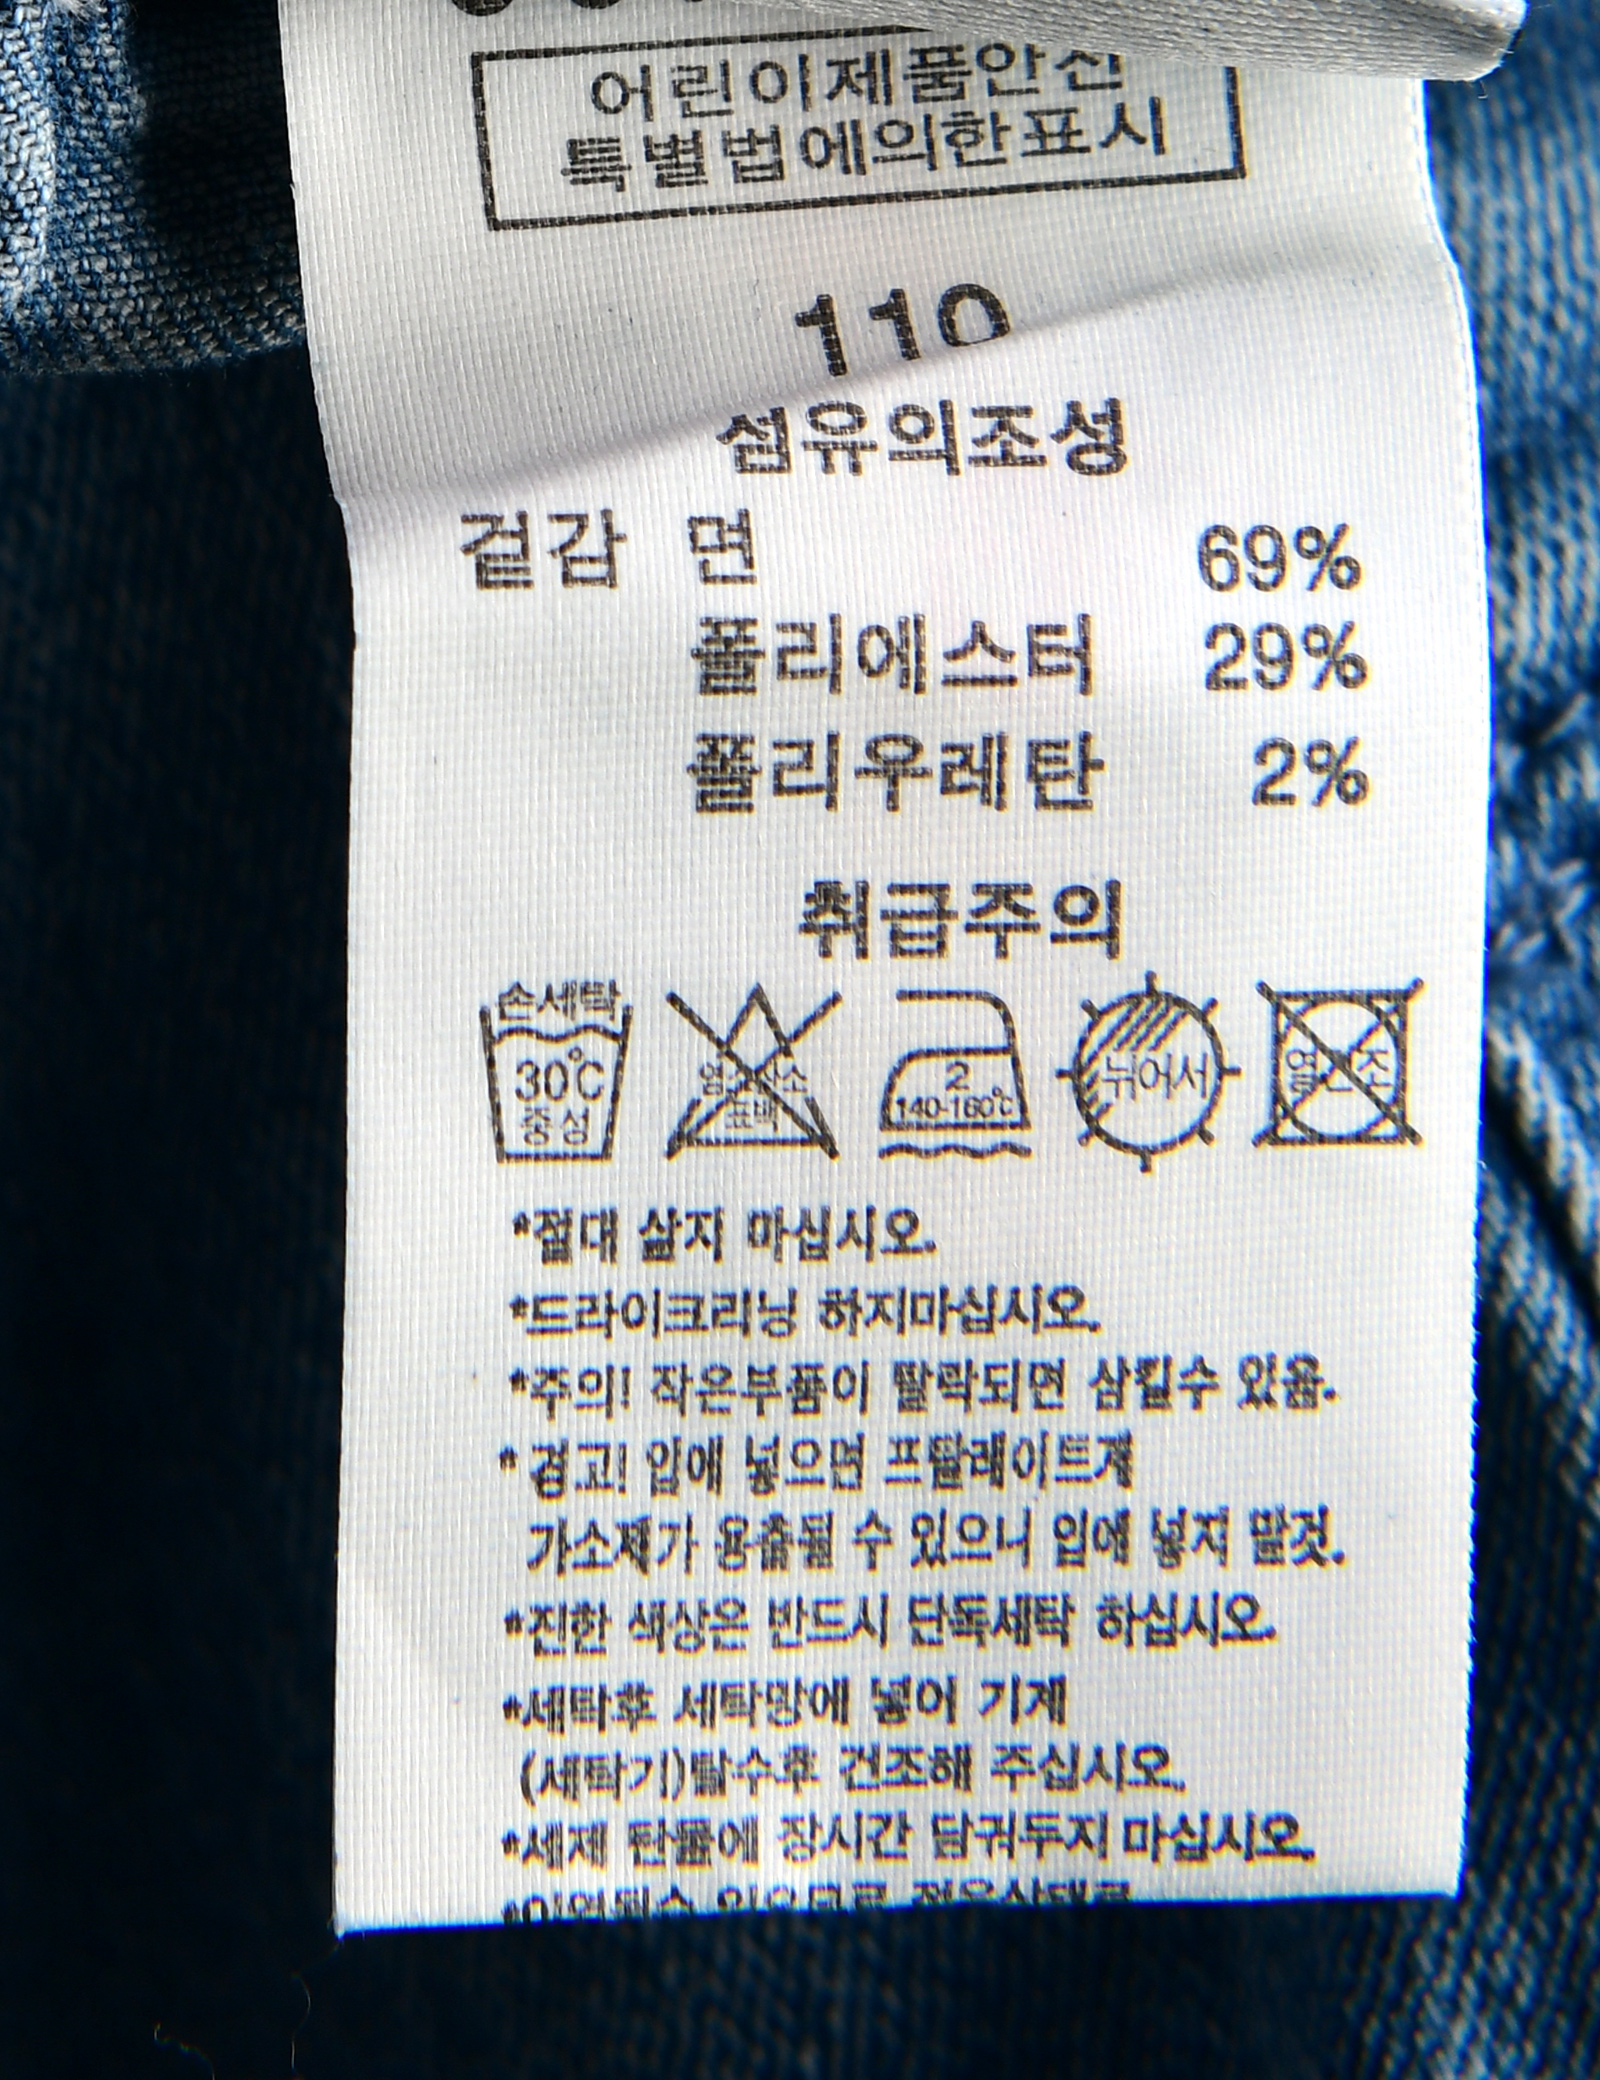 어린이제품안전
특별법에의한표시
110
섬유의조성
겉감 면 69%
폴리에스터 29%
폴리우레탄 2%
취급주의
손세탁
30℃
중성
염소산소
표백
2
140-160℃
뉘어서
열건조
*절대 삶지 마십시오.
*드라이크리닝 하지마십시오.
*주의! 작은부품이 탈락되면 삼킬수 있음.
*경고! 입에 넣으면 프탈레이트계
가소제가 용출될 수 있으니 입에 넣지 말것.
*진한 색상은 반드시 단독세탁 하십시오.
*세탁후 세탁망에 넣어 기계
(세탁기)탈수후 건조해 주십시오.
*세제 탄물에 장시간 담궈두지 마십시오.